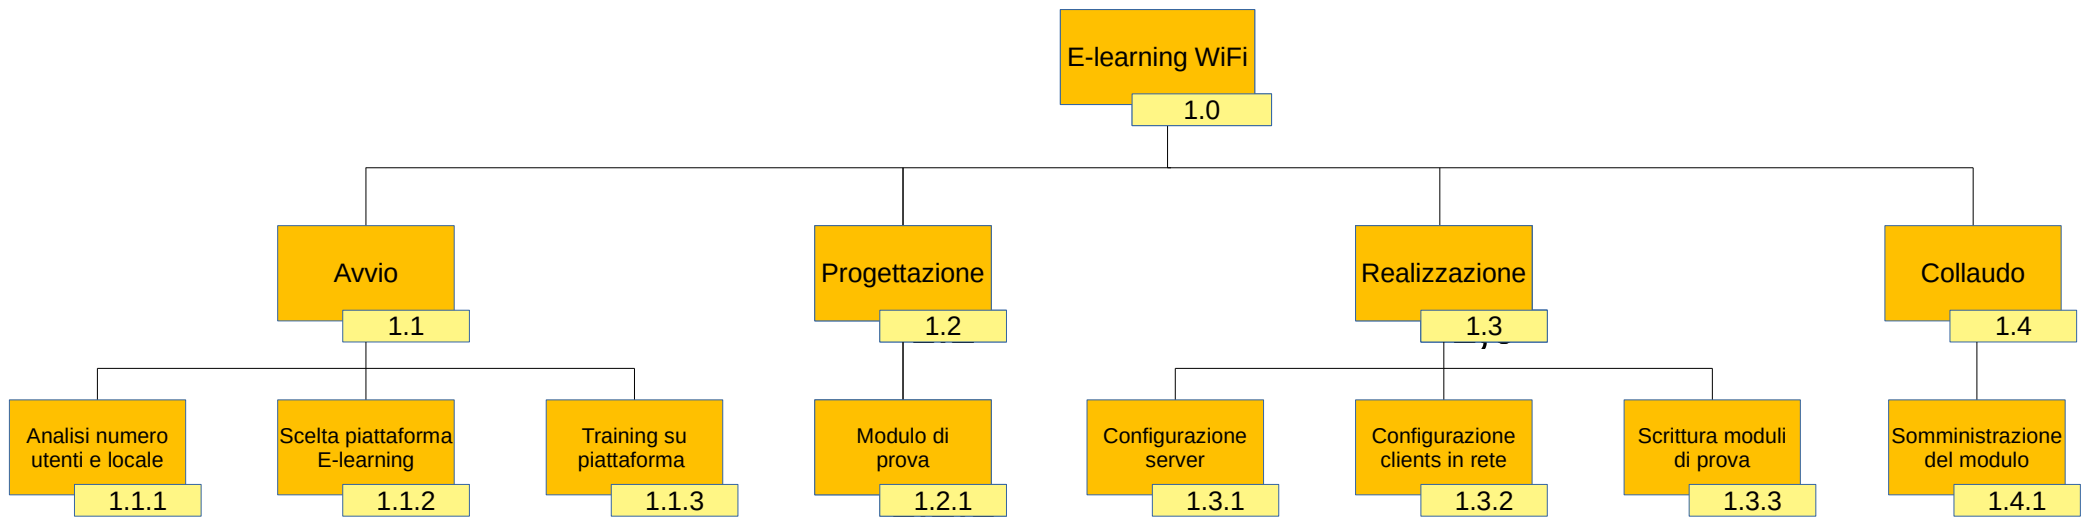 E-learning WiFi
1.0
Avvio
1.1
Progettazione
1.2
Realizzazione
1.3
Collaudo
1.4
Analisi numero
utenti e locale
1.1.1
Scelta piattaforma
E-learning
1.1.2
Training su
piattaforma
1.1.3
Modulo di
prova
1.2.1
Configurazione
server
1.3.1
Configurazione
clients in rete
1.3.2
Scrittura moduli
di prova
1.3.3
Somministrazione
del modulo
1.4.1